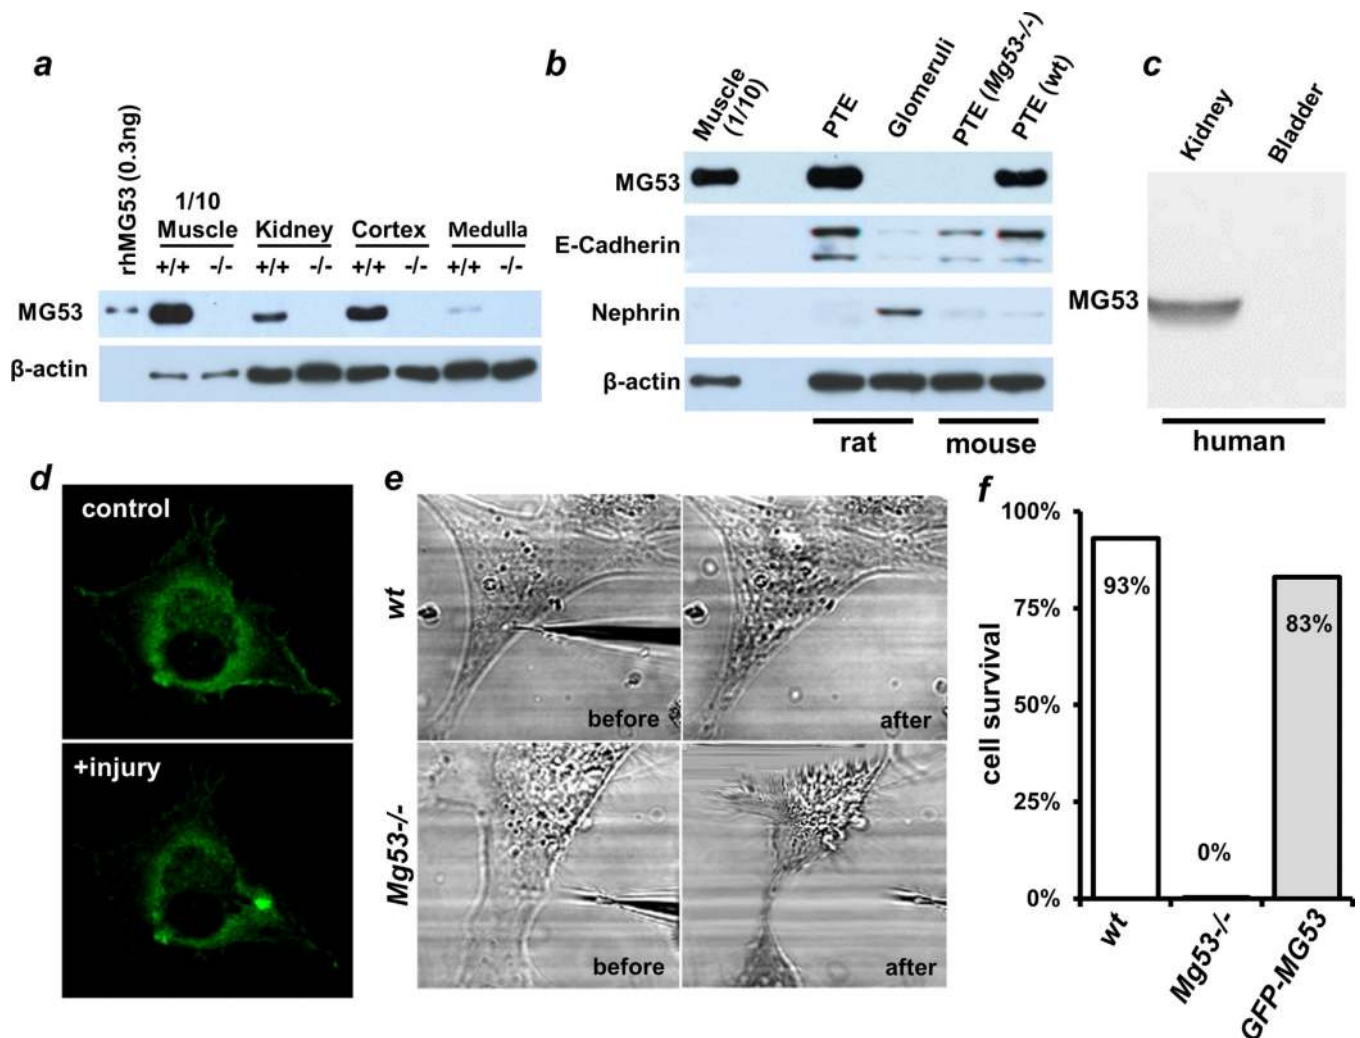 a
rhMG53 (0.3ng)
1/10
Muscle Kidney Cortex Medulla
+/+ -/- +/+ -/- +/+ -/- +/+ -/-
MG53
β-actin
b
Muscle
(1/10)
PTE
Glomeruli
PTE (Mg53-/-)
PTE (wt)
MG53
E-Cadherin
Nephrin
β-actin
rat mouse
c
Kidney
Bladder
MG53
human
d
control
+injury
e
wt
before after
Mg53-/-
before after
f
100%
75%
50%
25%
0%
cell survival
93%
0%
83%
wt
Mg53-/-
GFP-MG53